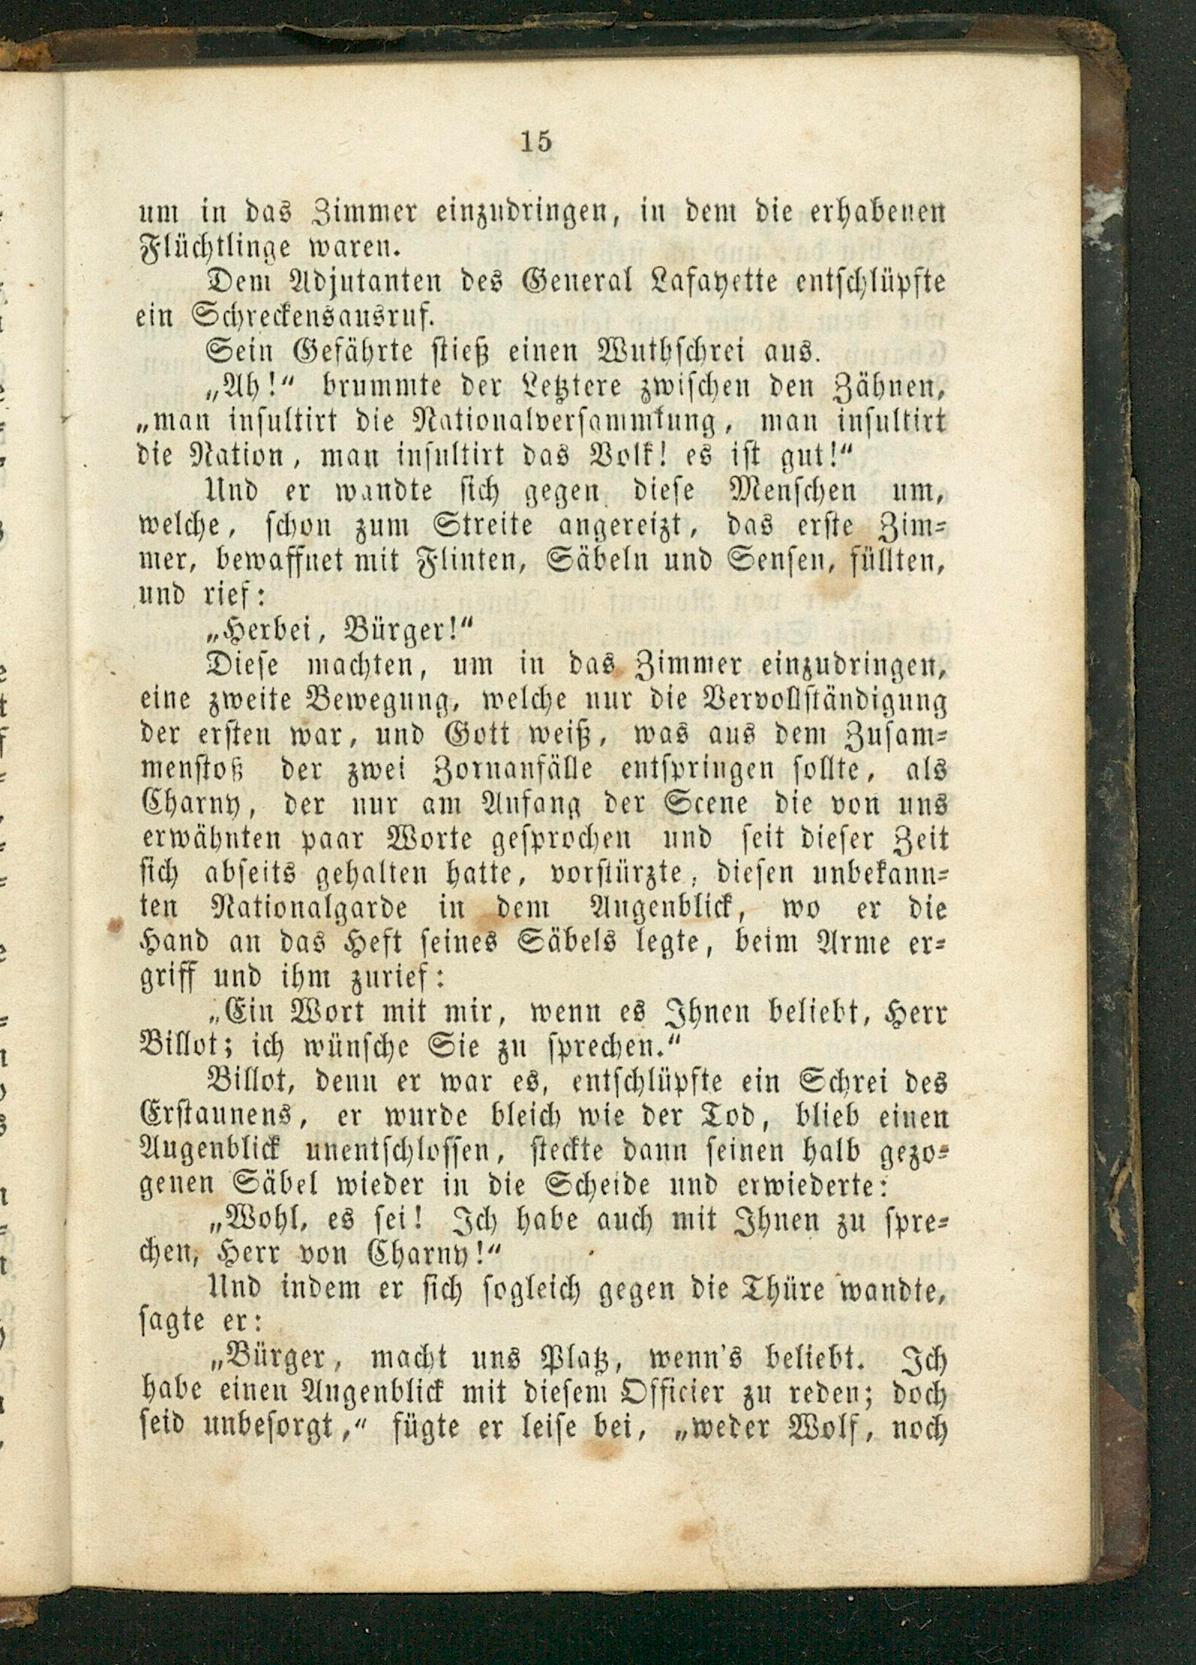 15
um in das Zimmer einzudringen, in dem die erhabenen
Flüchtlinge waren.
Dem Adjutanten des General Lafayette entschlüpfte
ein Schreckensausruf.
Sein Gefährte stieß einen Wuthschrei aus.
„Ah!“ brummte der Letztere zwischen den Zähnen,
„man insultirt die Nationalversammlung, man insultirt
die Nation, man insultirt das Volk! es ist gut!“
Und er wandte sich gegen diese Menschen um,
welche, schon zum Streite angereizt, das erste Zim-
mer, bewaffnet mit Flinten, Säbeln und Sensen, füllten,
und rief:
„Herbei, Bürger!“
Diese machten, um in das Zimmer einzudringen,
eine zweite Bewegung, welche nur die Vervollständigung
der ersten war, und Gott weiß, was aus dem Zusam-
menstoß der zwei Zornanfälle entspringen sollte, als
Charny, der nur am Anfang der Scene die von uns
erwähnten paar Worte gesprochen und seit dieser Zeit
sich abseits gehalten hatte, vorstürzte, diesen unbekann-
ten Nationalgarde in dem Augenblick, wo er die
Hand an das Heft seines Säbels legte, beim Arme er-
griff und ihm zurief:
„Ein Wort mit mir, wenn es Ihnen beliebt, Herr
Billot; ich wünsche Sie zu sprechen.“
Billot, denn er war es, entschlüpfte ein Schrei des
Erstaunens, er wurde bleich wie der Tod, blieb einen
Augenblick unentschlossen, steckte dann seinen halb gezo-
genen Säbel wieder in die Scheide und erwiederte:
„Wohl, es sei! Ich habe auch mit Ihnen zu spre-
chen, Herr von Charny!“
Und indem er sich sogleich gegen die Thüre wandte,
sagte er:
„Bürger, macht uns Platz, wenn's beliebt. Ich
habe einen Augenblick mit diesem Officier zu reden; doch
seid unbesorgt,“ fügte er leise bei, „weder Wolf, noch